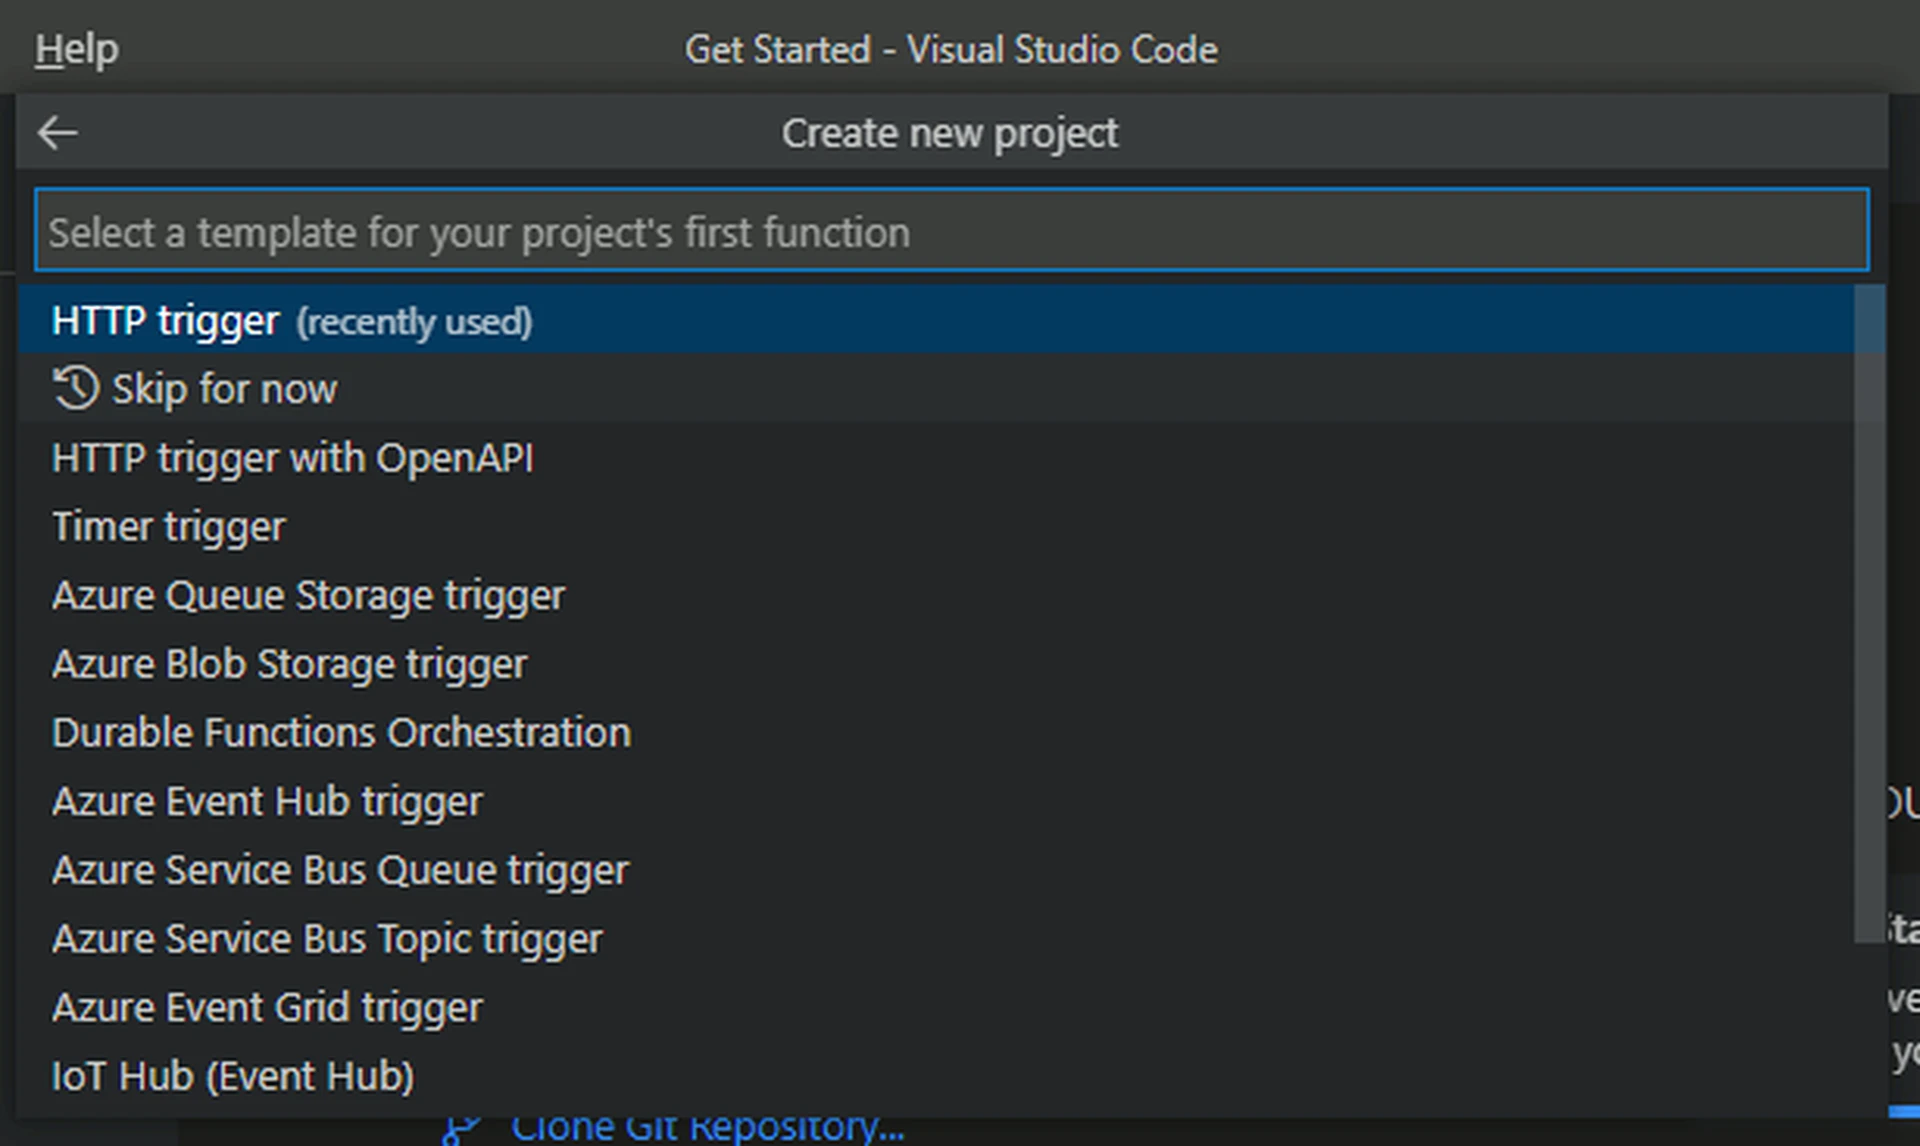 Help
Get Started - Visual Studio Code
Create new project
Select a template for your project's first function
HTTP trigger (recently used)
Skip for now
HTTP trigger with OpenAPI
Timer trigger
Azure Queue Storage trigger
Azure Blob Storage trigger
Durable Functions Orchestration
Azure Event Hub trigger
Azure Service Bus Queue trigger
Azure Service Bus Topic trigger
Azure Event Grid trigger
IoT Hub (Event Hub)
Clone Git Repository...